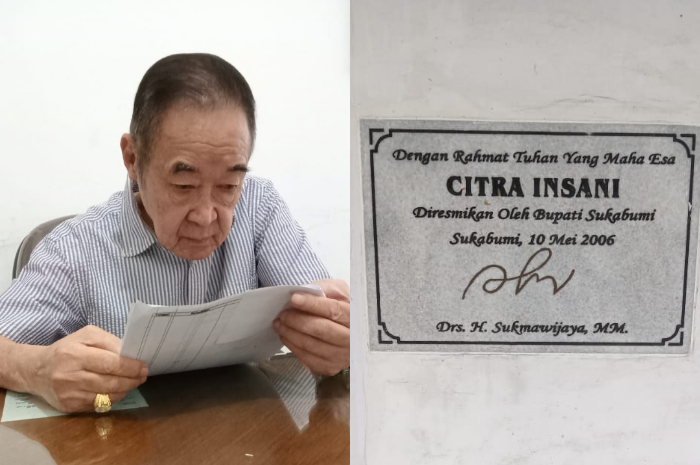 Dengan Rahmat Tuhan Yang Maha Esa
CITRA INSANI
Diresmikan Oleh Bupati Sukabumi
Sukabumi, 10 Mei 2006
Drs. H. Sukmawijaya, MM.